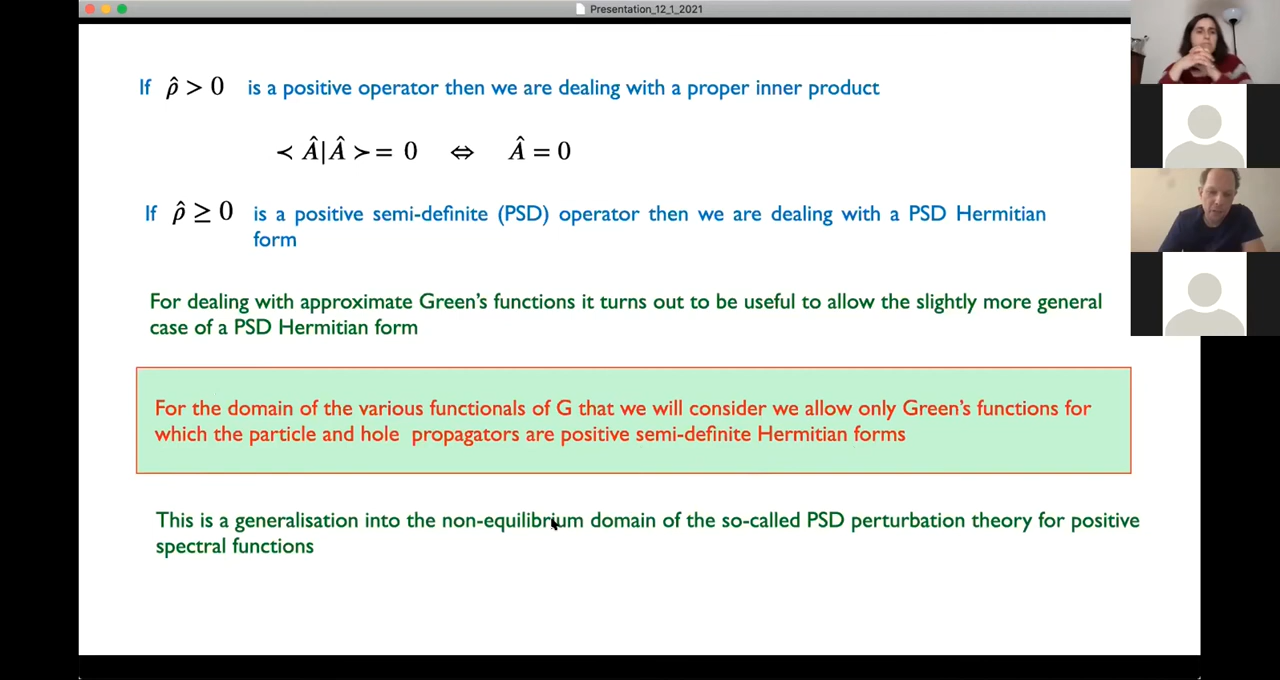 Presentation_12_1_2021
If ρ̂ > 0 is a positive operator then we are dealing with a proper inner product
≺ Â|Â ≻ = 0 ⇔ Â = 0
If ρ̂ ≥ 0 is a positive semi-definite (PSD) operator then we are dealing with a PSD Hermitian
form
For dealing with approximate Green's functions it turns out to be useful to allow the slightly more general
case of a PSD Hermitian form
For the domain of the various functionals of G that we will consider we allow only Green's functions for
which the particle and hole propagators are positive semi-definite Hermitian forms
This is a generalisation into the non-equilibrium domain of the so-called PSD perturbation theory for positive
spectral functions